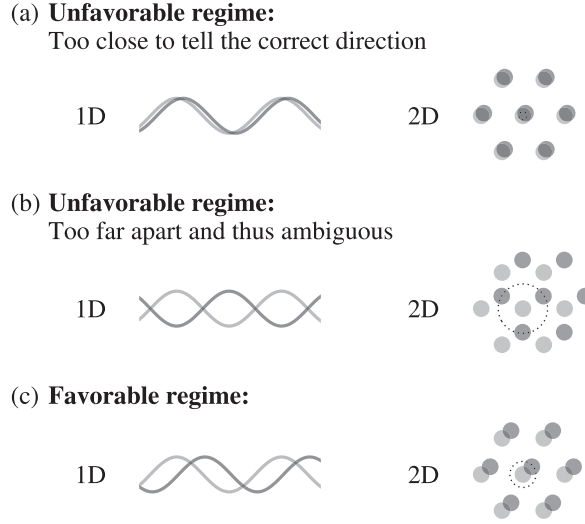 (a) Unfavorable regime:
Too close to tell the correct direction
1D 2D
(b) Unfavorable regime:
Too far apart and thus ambiguous
1D 2D
(c) Favorable regime:
1D 2D